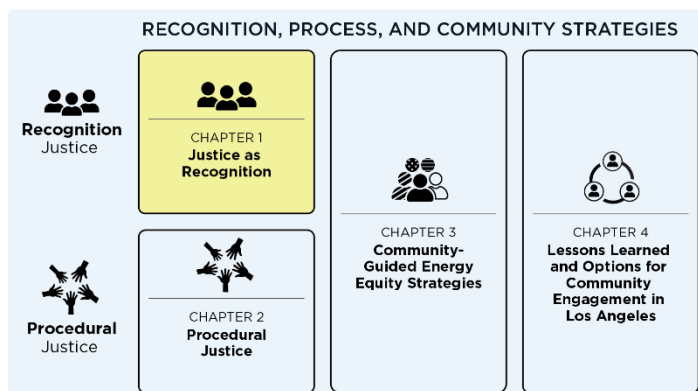 RECOGNITION, PROCESS, AND COMMUNITY STRATEGIES
Recognition
Justice
CHAPTER 1
Justice as
Recognition
Procedural
Justice
CHAPTER 2
Procedural
Justice
CHAPTER 3
Community-
Guided Energy
Equity Strategies
CHAPTER 4
Lessons Learned
and Options for
Community
Engagement in
Los Angeles